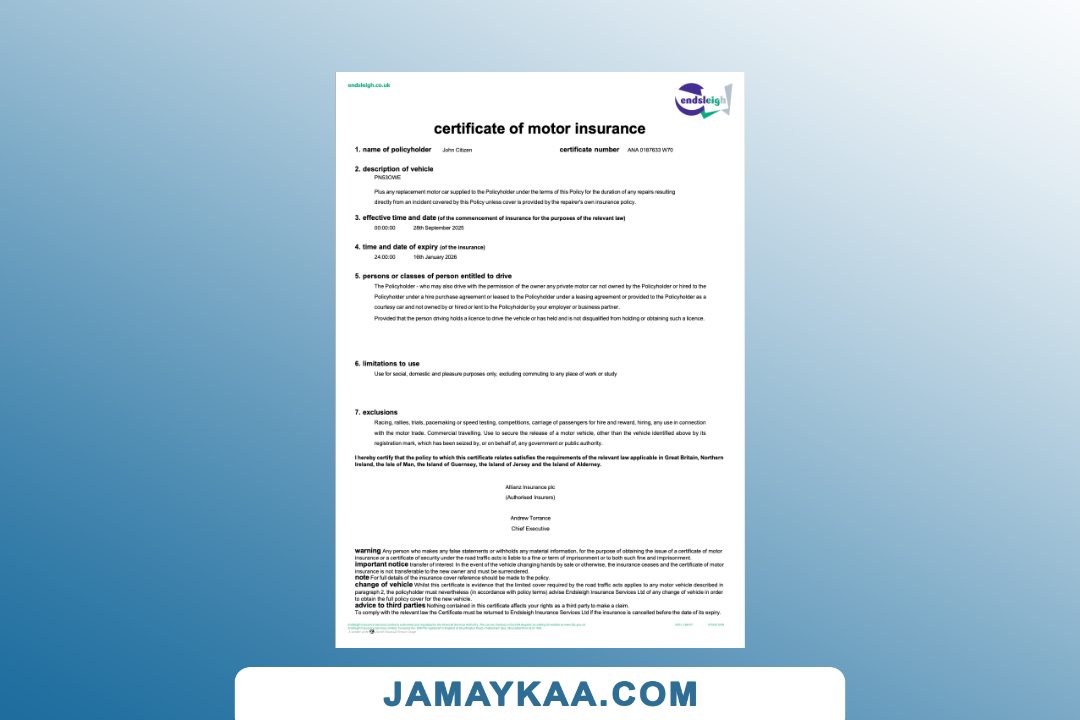 endsleigh.co.uk
endsleigh
certificate of motor insurance
1. name of policyholder John Citizen certificate number ANA 0187633 W70
2. description of vehicle
PN53OWE
Plus any replacement motor car supplied to the Policyholder under the terms of this Policy for the duration of any repairs resulting
directly from an incident covered by this Policy unless cover is provided by the repairer's own insurance policy.
3. effective time and date (of the commencement of insurance for the purposes of the relevant law)
00:00:00 28th September 2025
4. time and date of expiry (of the insurance)
24:00:00 16th January 2026
5. persons or classes of person entitled to drive
The Policyholder - who may also drive with the permission of the owner any private motor car not owned by the Policyholder or hired to the
Policyholder under a hire purchase agreement or leased to the Policyholder under a leasing agreement or provided to the Policyholder as a
courtesy car and not owned by or hired or lent to the Policyholder by your employer or business partner.
Provided that the person driving holds a licence to drive the vehicle or has held and is not disqualified from holding or obtaining such a licence.
6. limitations to use
Use for social, domestic and pleasure purposes only, excluding commuting to any place of work or study
7. exclusions
Racing, rallies, trials, pacemaking or speed testing, competitions, carriage of passengers for hire and reward, hiring, any use in connection
with the motor trade. Commercial travelling. Use to secure the release of a motor vehicle, other than the vehicle identified above by its
registration mark, which has been seized by, or on behalf of, any government or public authority.
I hereby certify that the policy to which this certificate relates satisfies the requirements of the relevant law applicable in Great Britain, Northern
Ireland, the Isle of Man, the Island of Guernsey, the Island of Jersey and the Island of Alderney.
Allianz Insurance plc
(Authorised Insurers)
Andrew Torrance
Chief Executive
warning Any person who makes any false statements or withholds any material information, for the purpose of obtaining the issue of a certificate of motor
insurance or a certificate of security under the road traffic acts is liable to a fine or term of imprisonment or to both such fine and imprisonment.
important notice transfer of interest: In the event of the vehicle changing hands by sale or otherwise, the insurance ceases and the certificate of motor
insurance is not transferable to the new owner and must be surrendered.
note For full details of the insurance cover reference should be made to the policy.
change of vehicle Whilst this certificate is evidence that the limited cover required by the road traffic acts applies to any motor vehicle described in
paragraph 2, the policyholder must nevertheless (in accordance with policy terms) advise Endsleigh Insurance Services Ltd of any change of vehicle in order
to obtain the full policy cover for the new vehicle.
advice to third parties Nothing contained in this certificate affects your rights as a third party to make a claim.
To comply with the relevant law the Certificate must be returned to Endsleigh Insurance Services Ltd if the insurance is cancelled before the date of its expiry.
JAMAYKAA.COM